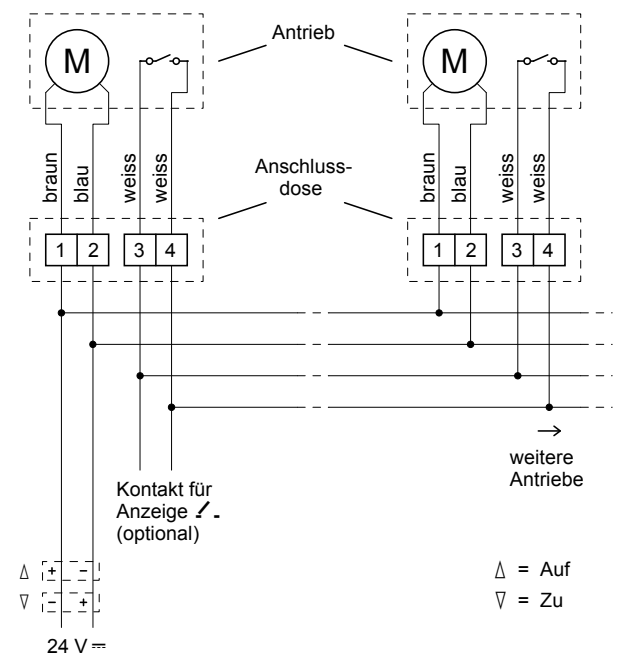 Antrieb
M
M
braun
blau
weiss
weiss
Anschluss-
dose
braun
blau
weiss
weiss
1 2 3 4
1 2 3 4
weitere
Antriebe
Kontakt für
Anzeige
(optional)
+ –
– +
= Auf
= Zu
24 V